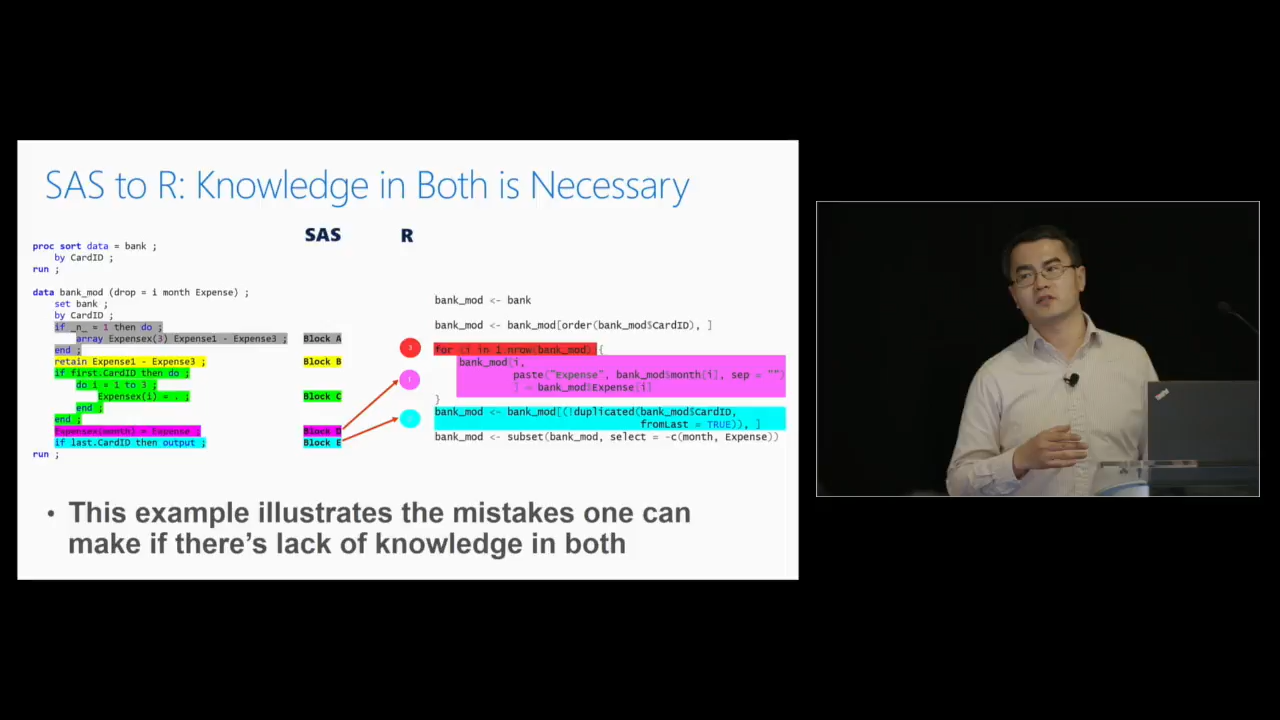 SAS to R: Knowledge in Both is Necessary
SAS R
proc sort data = bank ;
by CardID ;
run ;
data bank_mod (drop = i month Expense) ;
set bank ;
by CardID ;
if _n_ = 1 then do ;
array Expensex(3) Expense1 - Expense3 ;
end ;
retain Expense1 - Expense3 ;
if first.CardID then do ;
do i = 1 to 3 ;
Expensex(i) = . ;
end ;
end ;
Expensex(month) = Expense ;
if last.CardID then output ;
run ;
Block A
Block B
Block C
Block D
Block E
3
1
bank_mod <- bank
bank_mod <- bank_mod[order(bank_mod$CardID), ]
for (i in 1:nrow(bank_mod)){
bank_mod[i,
paste("Expense", bank_mod$month[i], sep = "")
] = bank_mod$Expense[i]
}
bank_mod <- bank_mod[(!duplicated(bank_mod$CardID,
fromLast = TRUE)), ]
bank_mod <- subset(bank_mod, select = -c(month, Expense))
• This example illustrates the mistakes one can
make if there's lack of knowledge in both